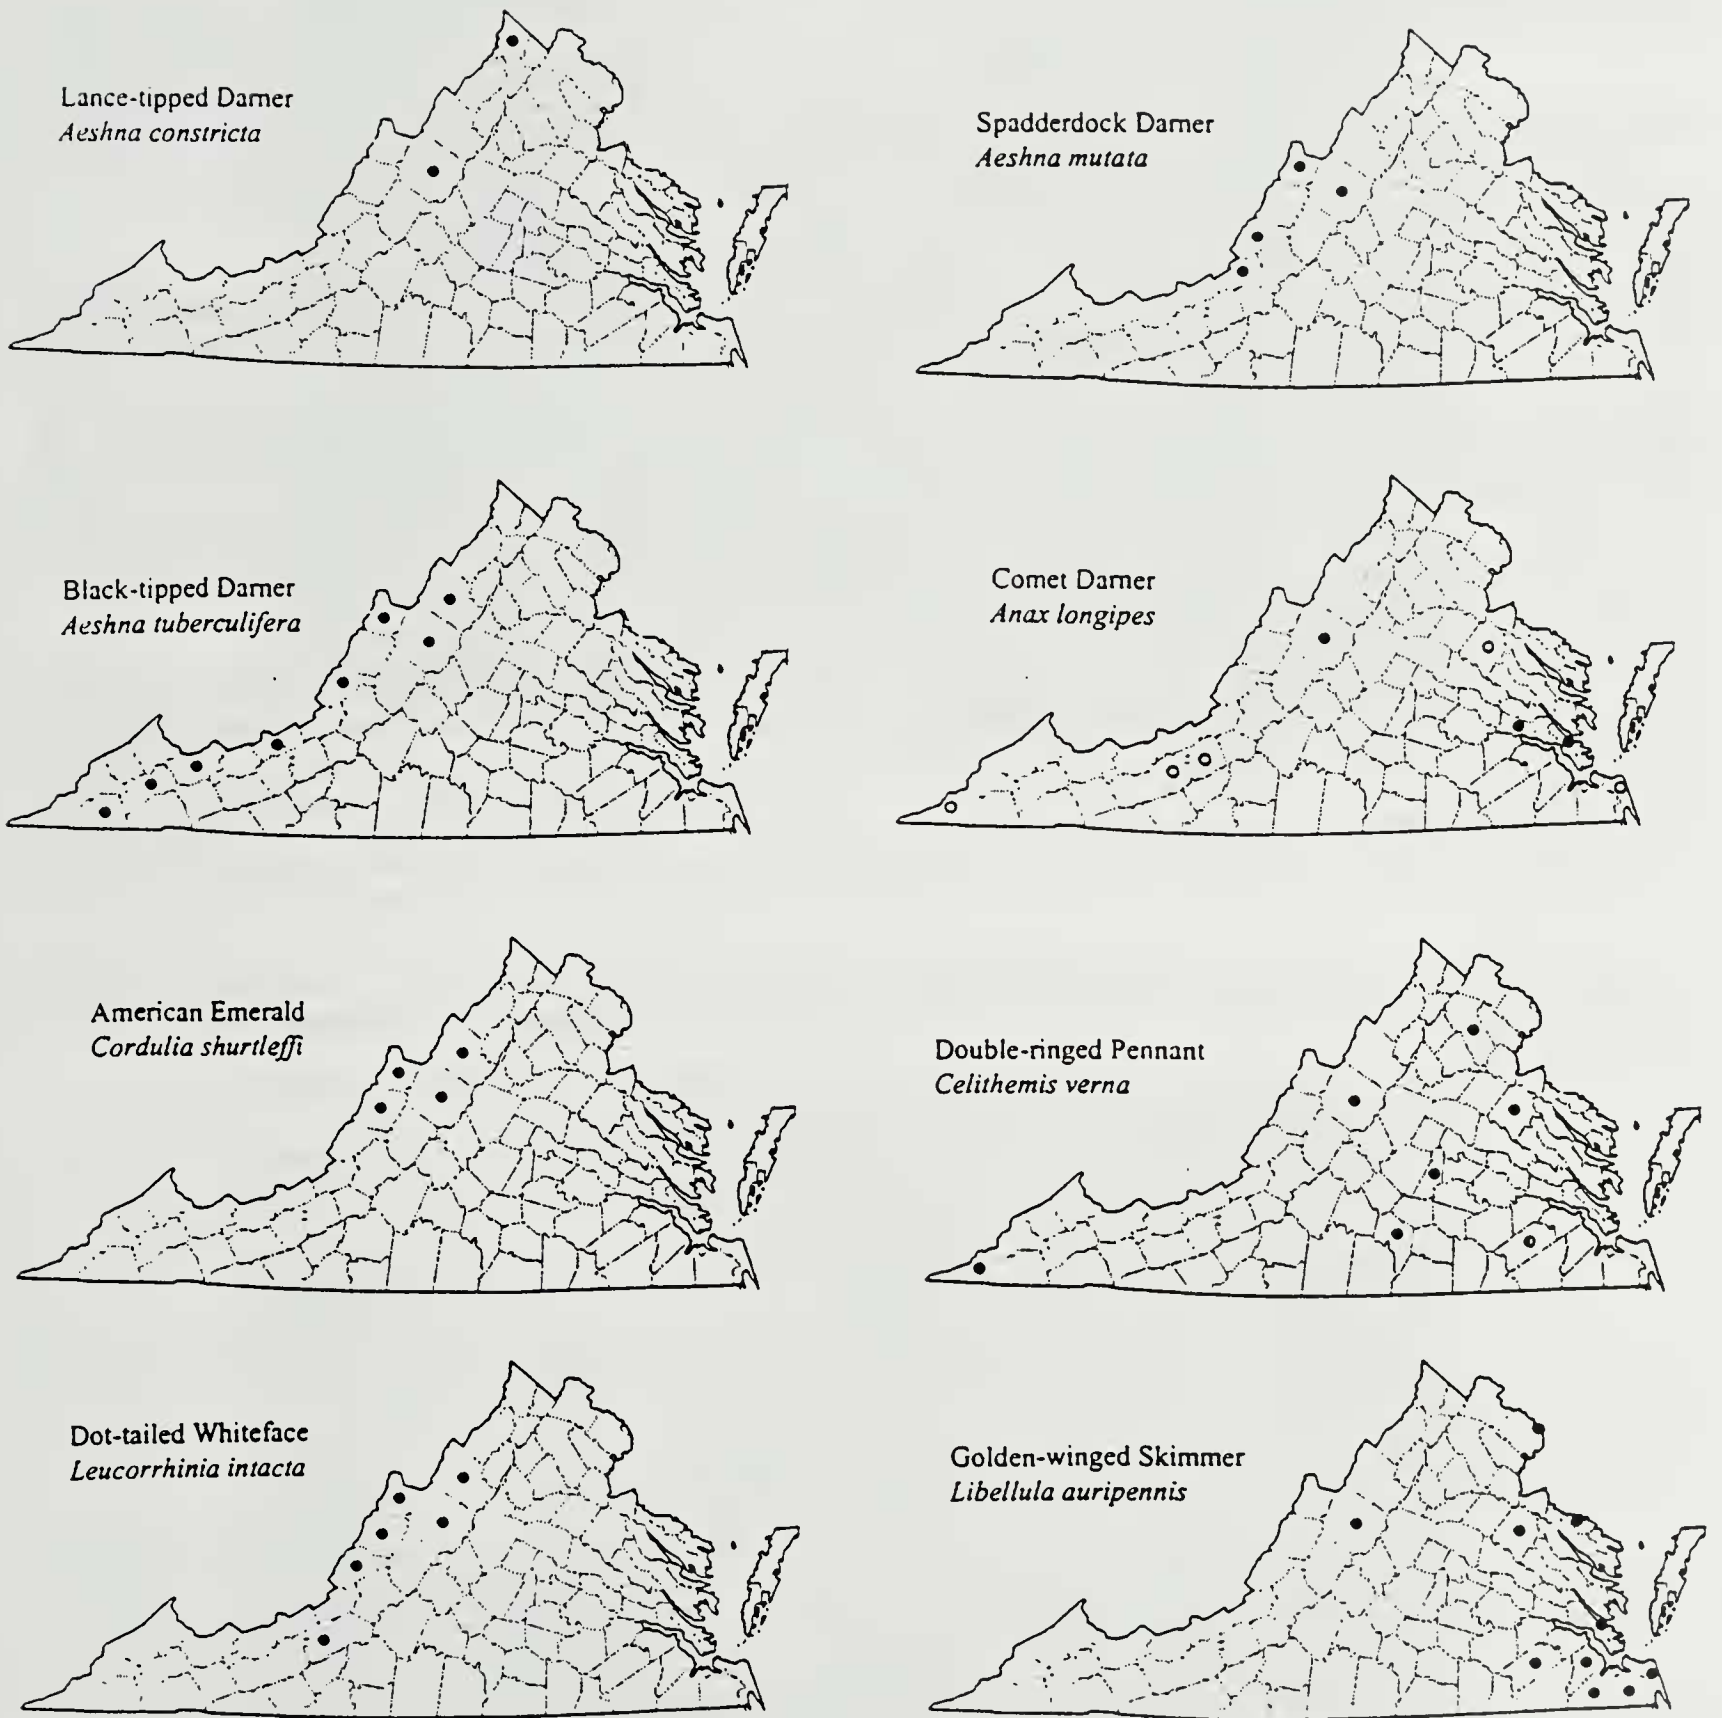 Lance-tipped Darner
Aeshna constricta
Spadderdock Darner
Aeshna mutata
Black-tipped Darner
Aeshna tuberculifera
Comet Darner
Anax longipes
American Emerald
Cordulia shurtleffi
Double-ringed Pennant
Celithemis verna
Dot-tailed Whiteface
Leucorrhinia intacta
Golden-winged Skimmer
Libellula auripennis